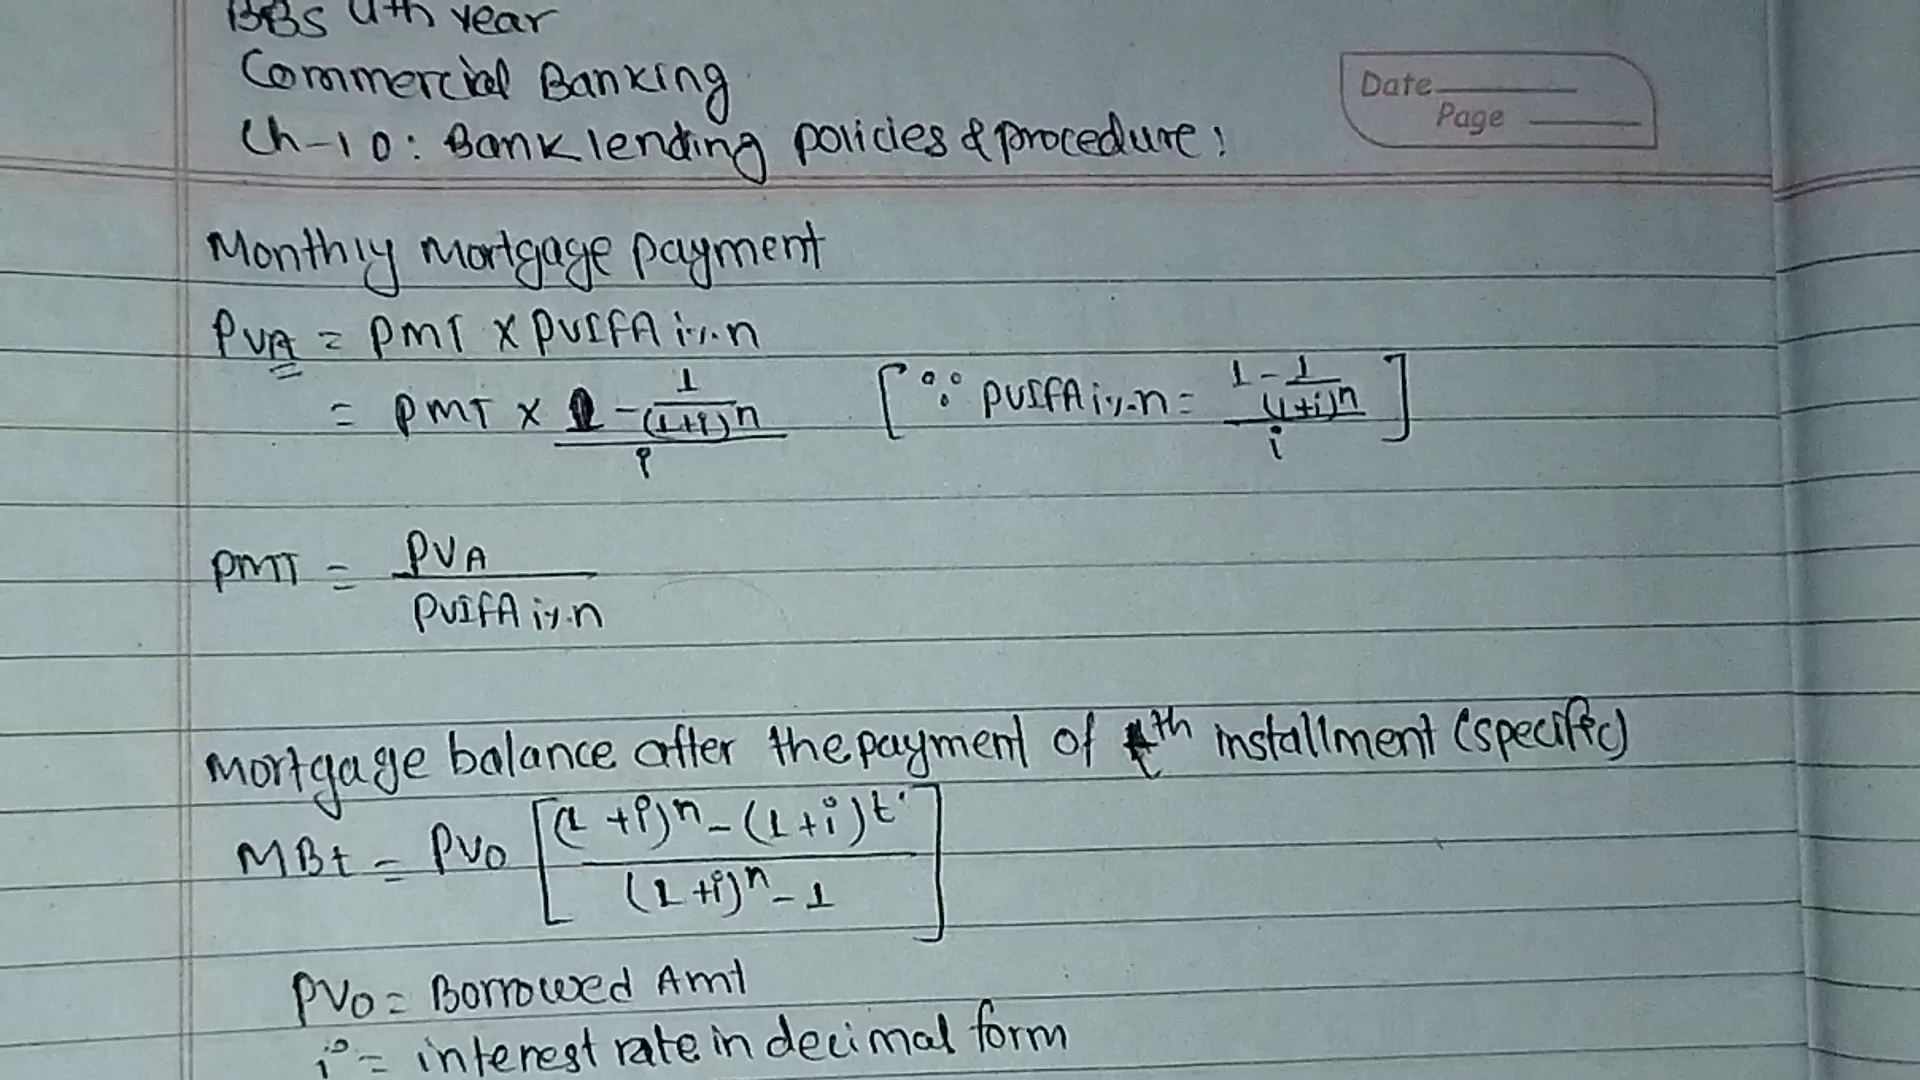 BBS 4th year
Commercial Banking
Ch-10: Bank lending policies & procedure:
Date
Page
Monthly Mortgage payment
PVA = PMT X PVIFA i%.n
= PMT x 1 - 1/(1+i)n / i [∵ PVIFA i%.n = 1 - 1/(1+i)n / i]
PMT = PVA / PVIFA i%.n
Mortgage balance after the payment of tth installment (specific)
MBt = PVo [(1+i)n - (1+i)t / (1+i)n - 1]
PVo = Borrowed Amt
i = interest rate in decimal form